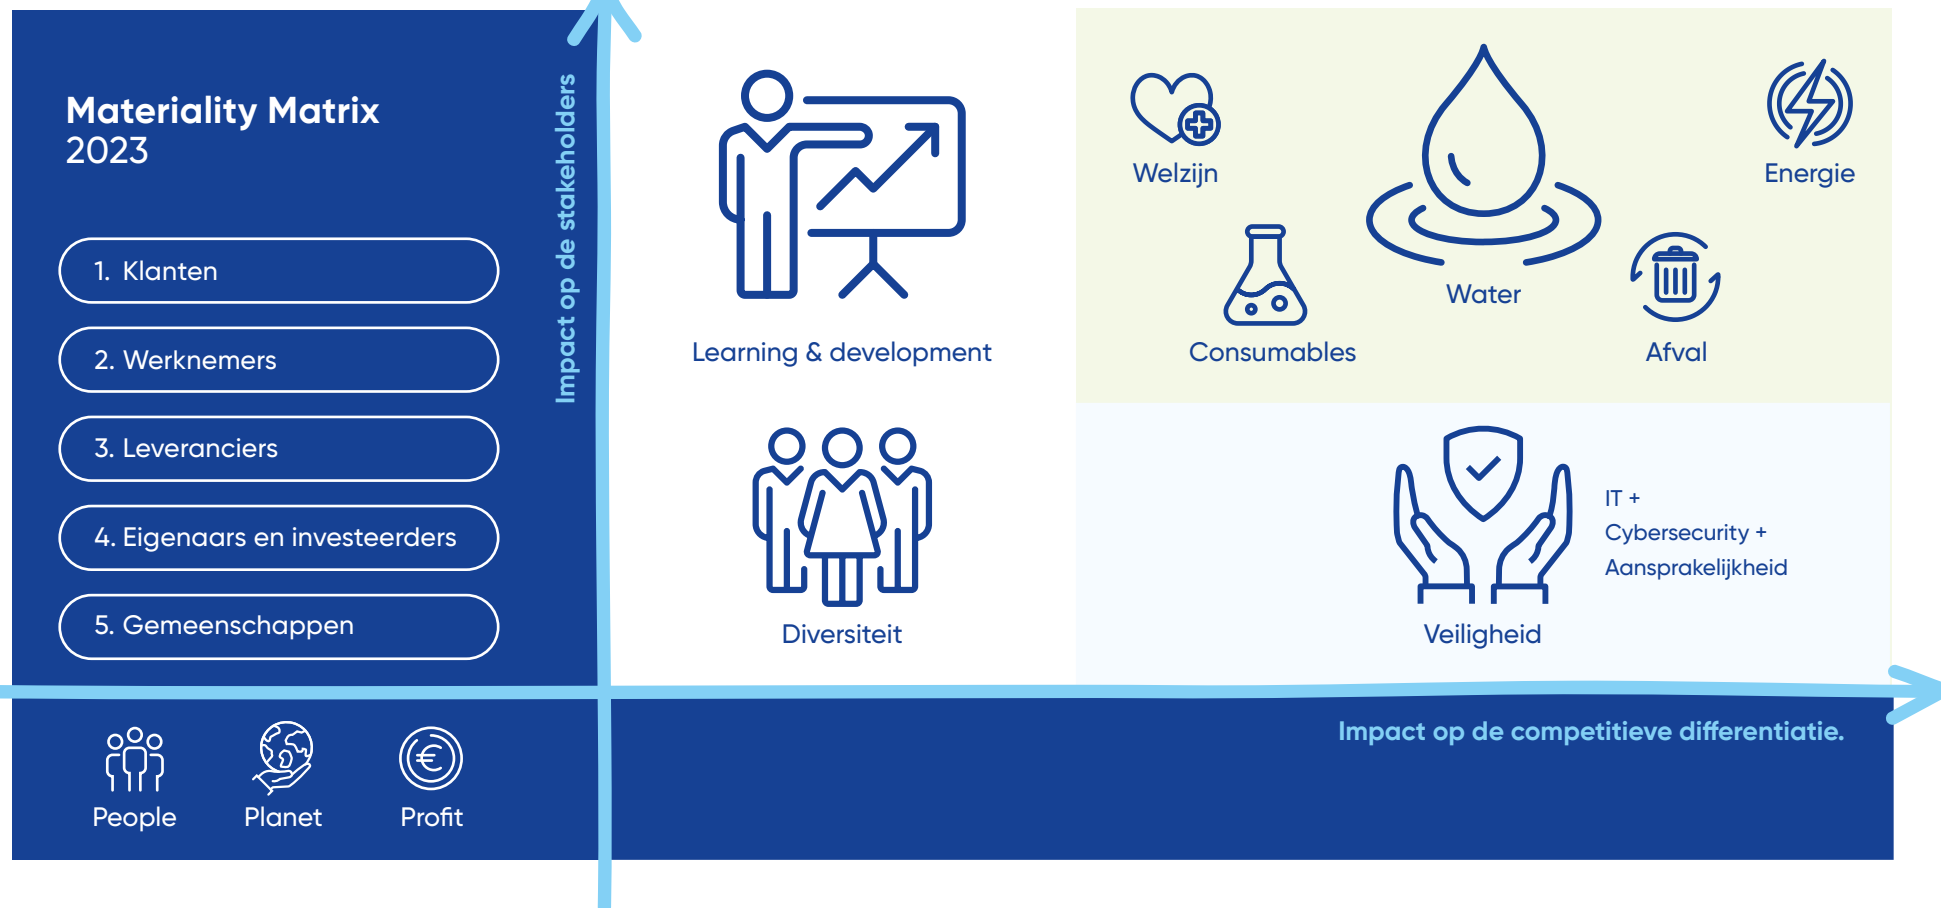 Materiality Matrix
2023
1. Klanten
2. Werknemers
3. Leveranciers
4. Eigenaars en investeerders
5. Gemeenschappen
People
Planet
Profit
Impact op de stakeholders
Learning & development
Diversiteit
Welzijn
Energie
Water
Consumables
Afval
IT +
Cybersecurity +
Aansprakelijkheid
Veiligheid
Impact op de competitieve differentiatie.